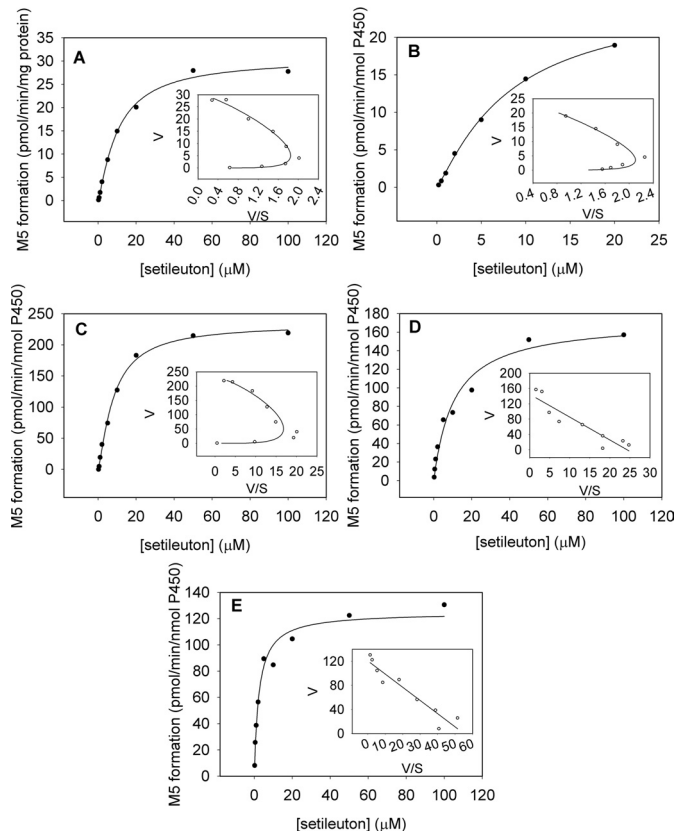 A
M5 formation (pmol/min/mg protein)
35
30
25
20
15
10
5
0
0 20 40 60 80 100 120
[setileuton] (μM)
V
30
25
20
15
10
5
0
0.0 0.4 0.8 1.2 1.6 2.0 2.4
V/S
B
M5 formation (pmol/min/nmol P450)
20
15
10
5
0
0 5 10 15 20 25
[setileuton] (μM)
V
25
20
15
10
5
0
0.4 0.8 1.2 1.6 2.0 2.4
V/S
C
M5 formation (pmol/min/nmol P450)
250
200
150
100
50
0
0 20 40 60 80 100 120
[setileuton] (μM)
V
250
200
150
100
50
0
0 5 10 15 20 25
V/S
D
M5 formation (pmol/min/nmol P450)
180
160
140
120
100
80
60
40
20
0
0 20 40 60 80 100 120
[setileuton] (μM)
V
200
160
120
80
40
0
0 5 10 15 20 25 30
V/S
E
M5 formation (pmol/min/nmol P450)
140
120
100
80
60
40
20
0
0 20 40 60 80 100 120
[setileuton] (μM)
V
120
80
40
0
0 10 20 30 40 50 60
V/S